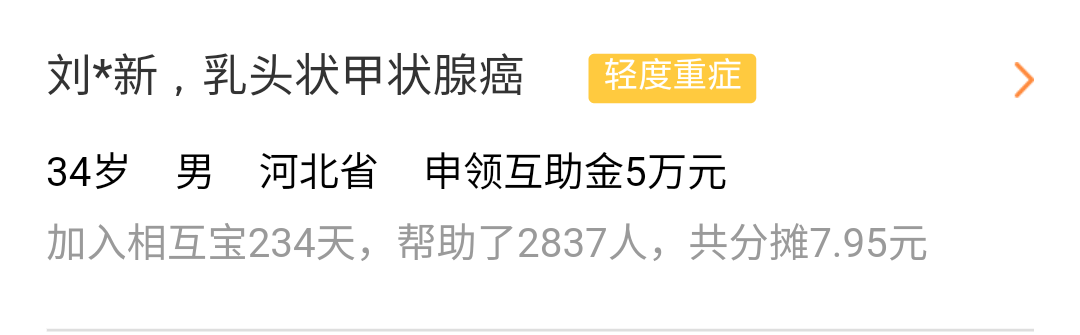 刘*新，乳头状甲状腺癌 轻度重症
34岁 男 河北省 申领互助金5万元
加入相互宝234天，帮助了2837人，共分摊7.95元